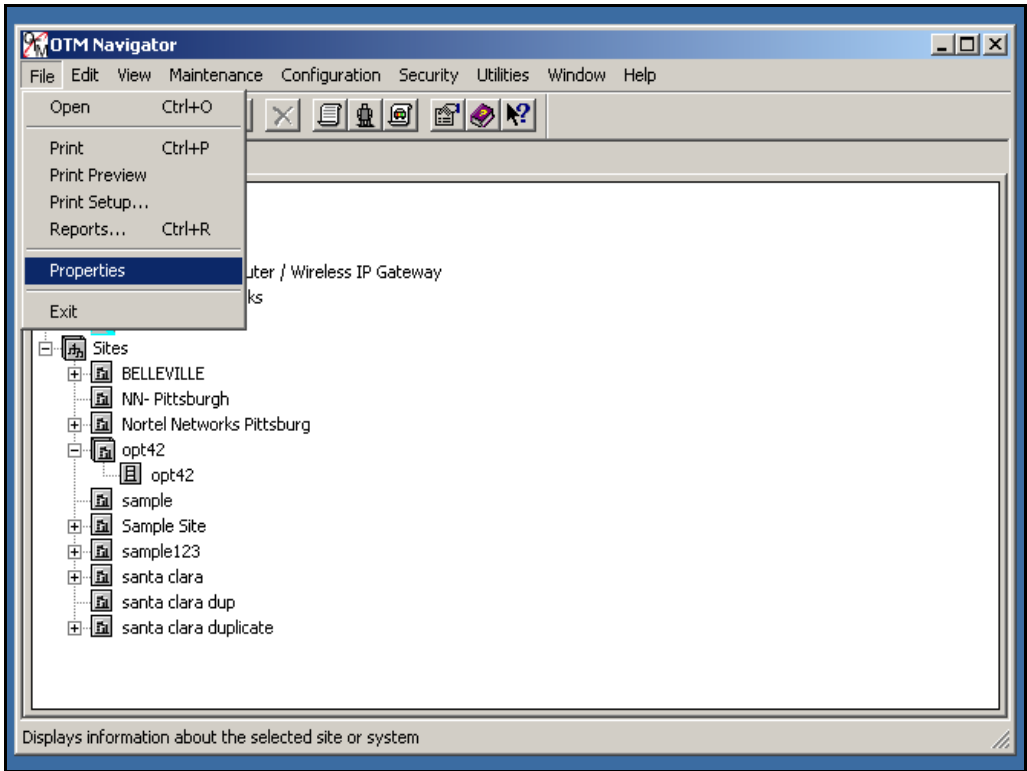 OTM Navigator
File Edit View Maintenance Configuration Security Utilities Window Help
Open Ctrl+O
Print Ctrl+P
Print Preview
Print Setup...
Reports... Ctrl+R
Properties
/ Wireless IP Gateway
Exit
Sites
BELLEVILLE
NN- Pittsburgh
Nortel Networks Pittsburg
opt42
opt42
sample
Sample Site
sample123
santa clara
santa clara dup
santa clara duplicate
Displays information about the selected site or system